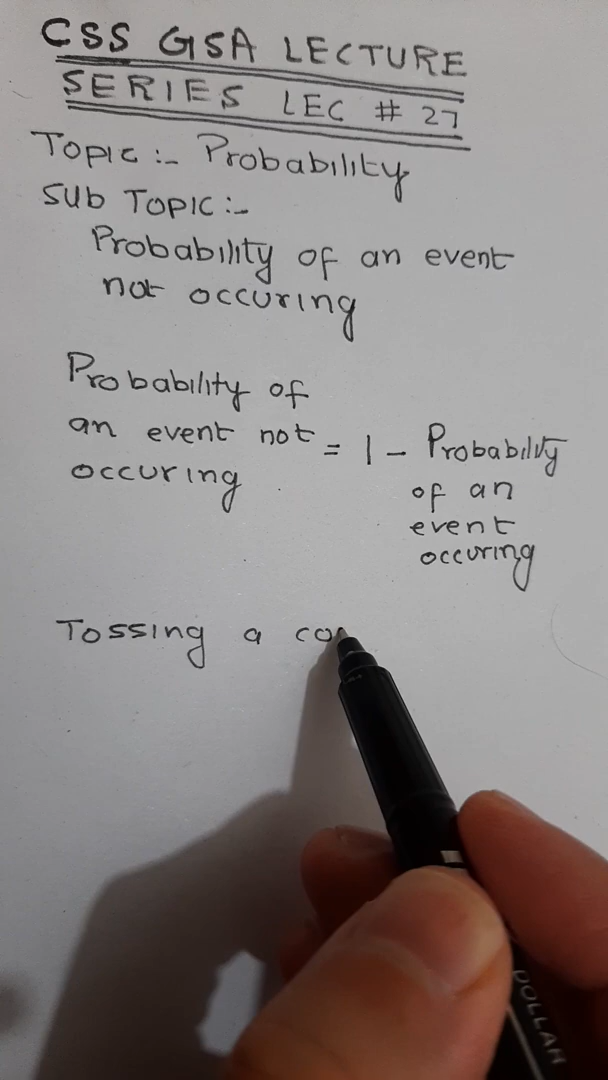 CSS GSA LECTURE
SERIES LEC # 27
Topic :- Probability
SUB TOPIC :-
Probability of an event
not occuring
Probability of
an event not = 1 - Probability
occuring
of an
event
occuring
Tossing a co
DOLLAR